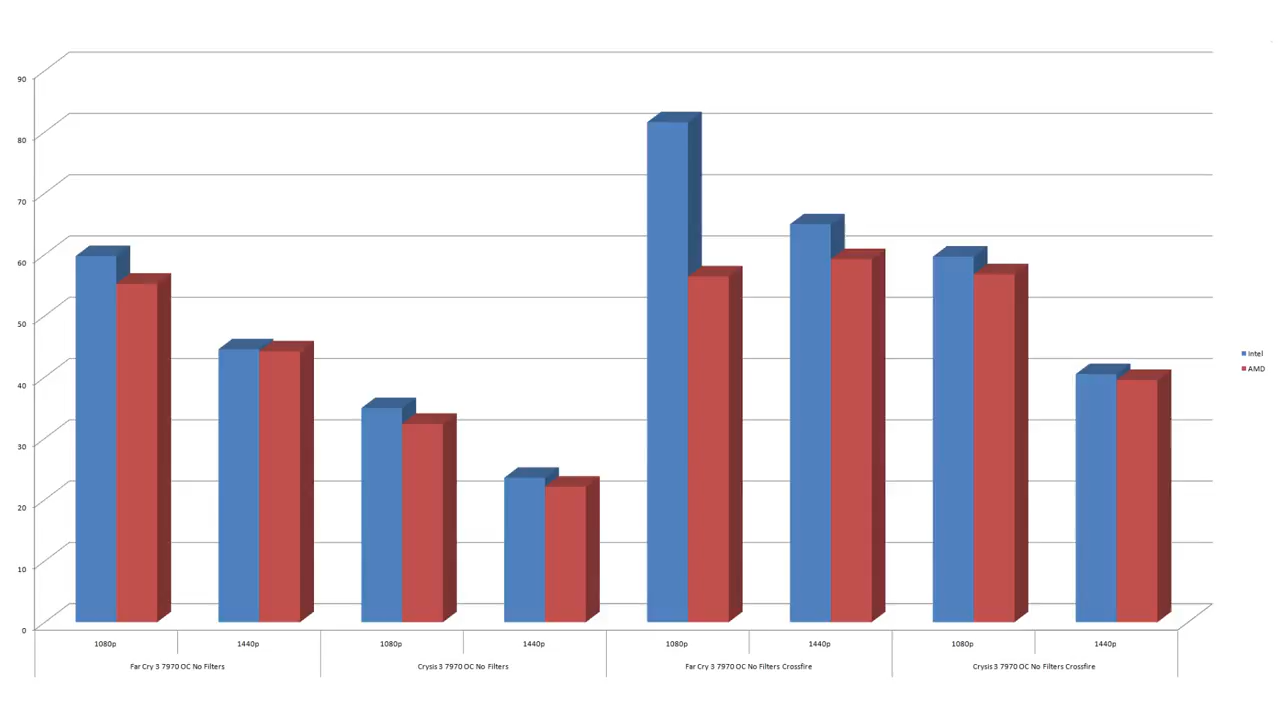 90
80
70
60
50
40
30
20
10
0
Intel
AMD
1080p 1440p 1080p 1440p 1080p 1440p 1080p 1440p
Far Cry 3 7970 OC No Filters Crysis 3 7970 OC No Filters Far Cry 3 7970 OC No Filters Crossfire Crysis 3 7970 OC No Filters Crossfire